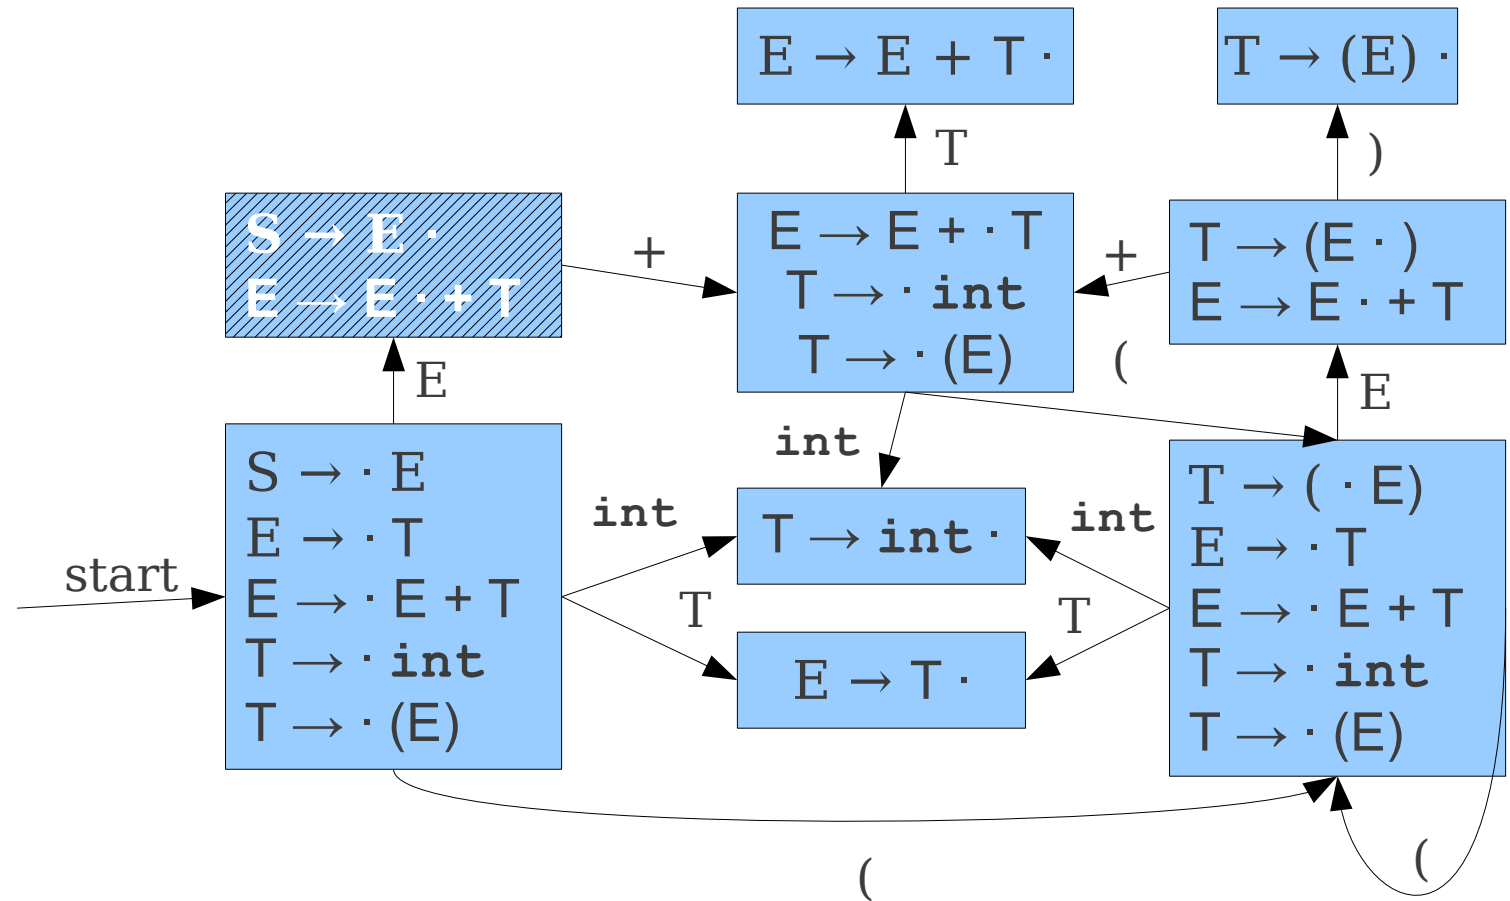 E → E + T ·
T → (E) ·
T
)
S → E ·
E → E · + T
+
E → E + · T
T → · int
T → · (E)
+
T → (E · )
E → E · + T
E
(
E
int
S → · E
E → · T
E → · E + T
T → · int
T → · (E)
start
int
T → int ·
int
T
E → T ·
T
T → ( · E)
E → · T
E → · E + T
T → · int
T → · (E)
(
(